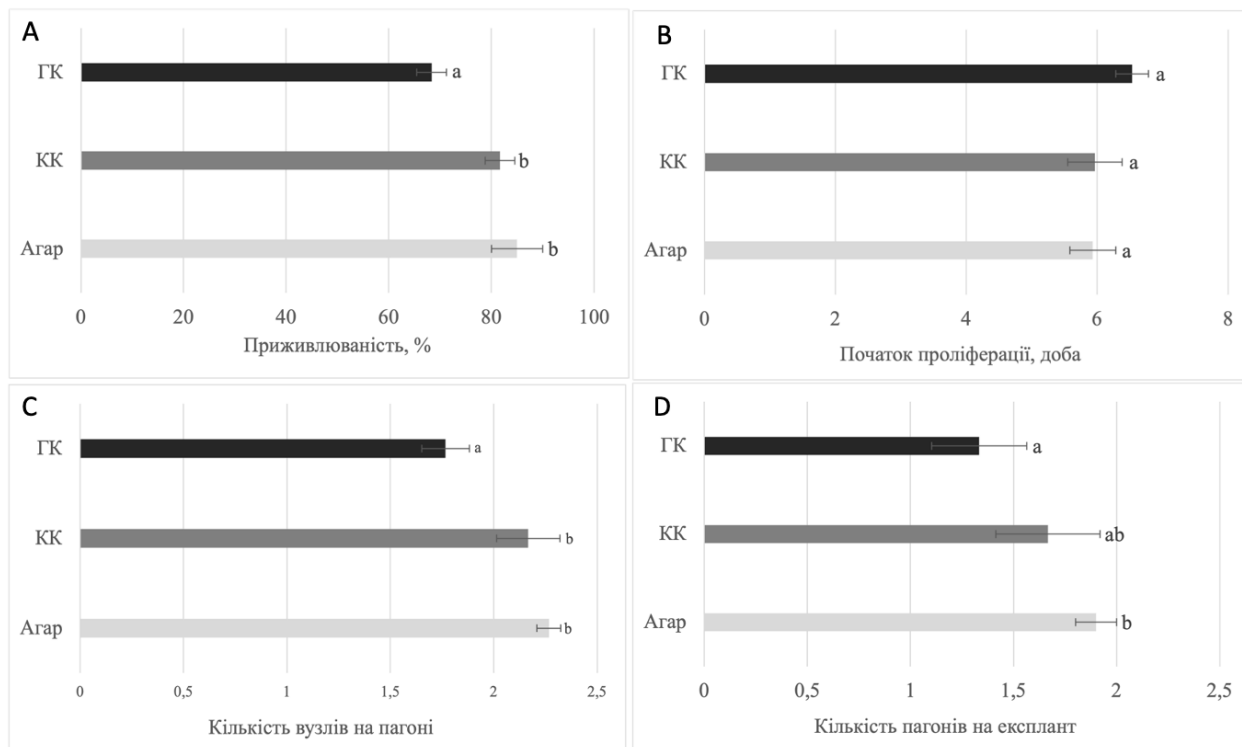 A
ГК
a
КК
b
Агар
b
0 20 40 60 80 100
Приживлюваність, %
B
ГК
a
КК
a
Агар
a
0 2 4 6 8
Початок проліферації, доба
C
ГК
a
КК
b
Агар
b
0 0,5 1 1,5 2 2,5
Кількість вузлів на пагоні
D
ГК
a
КК
ab
Агар
b
0 0,5 1 1,5 2 2,5
Кількість пагонів на експлант